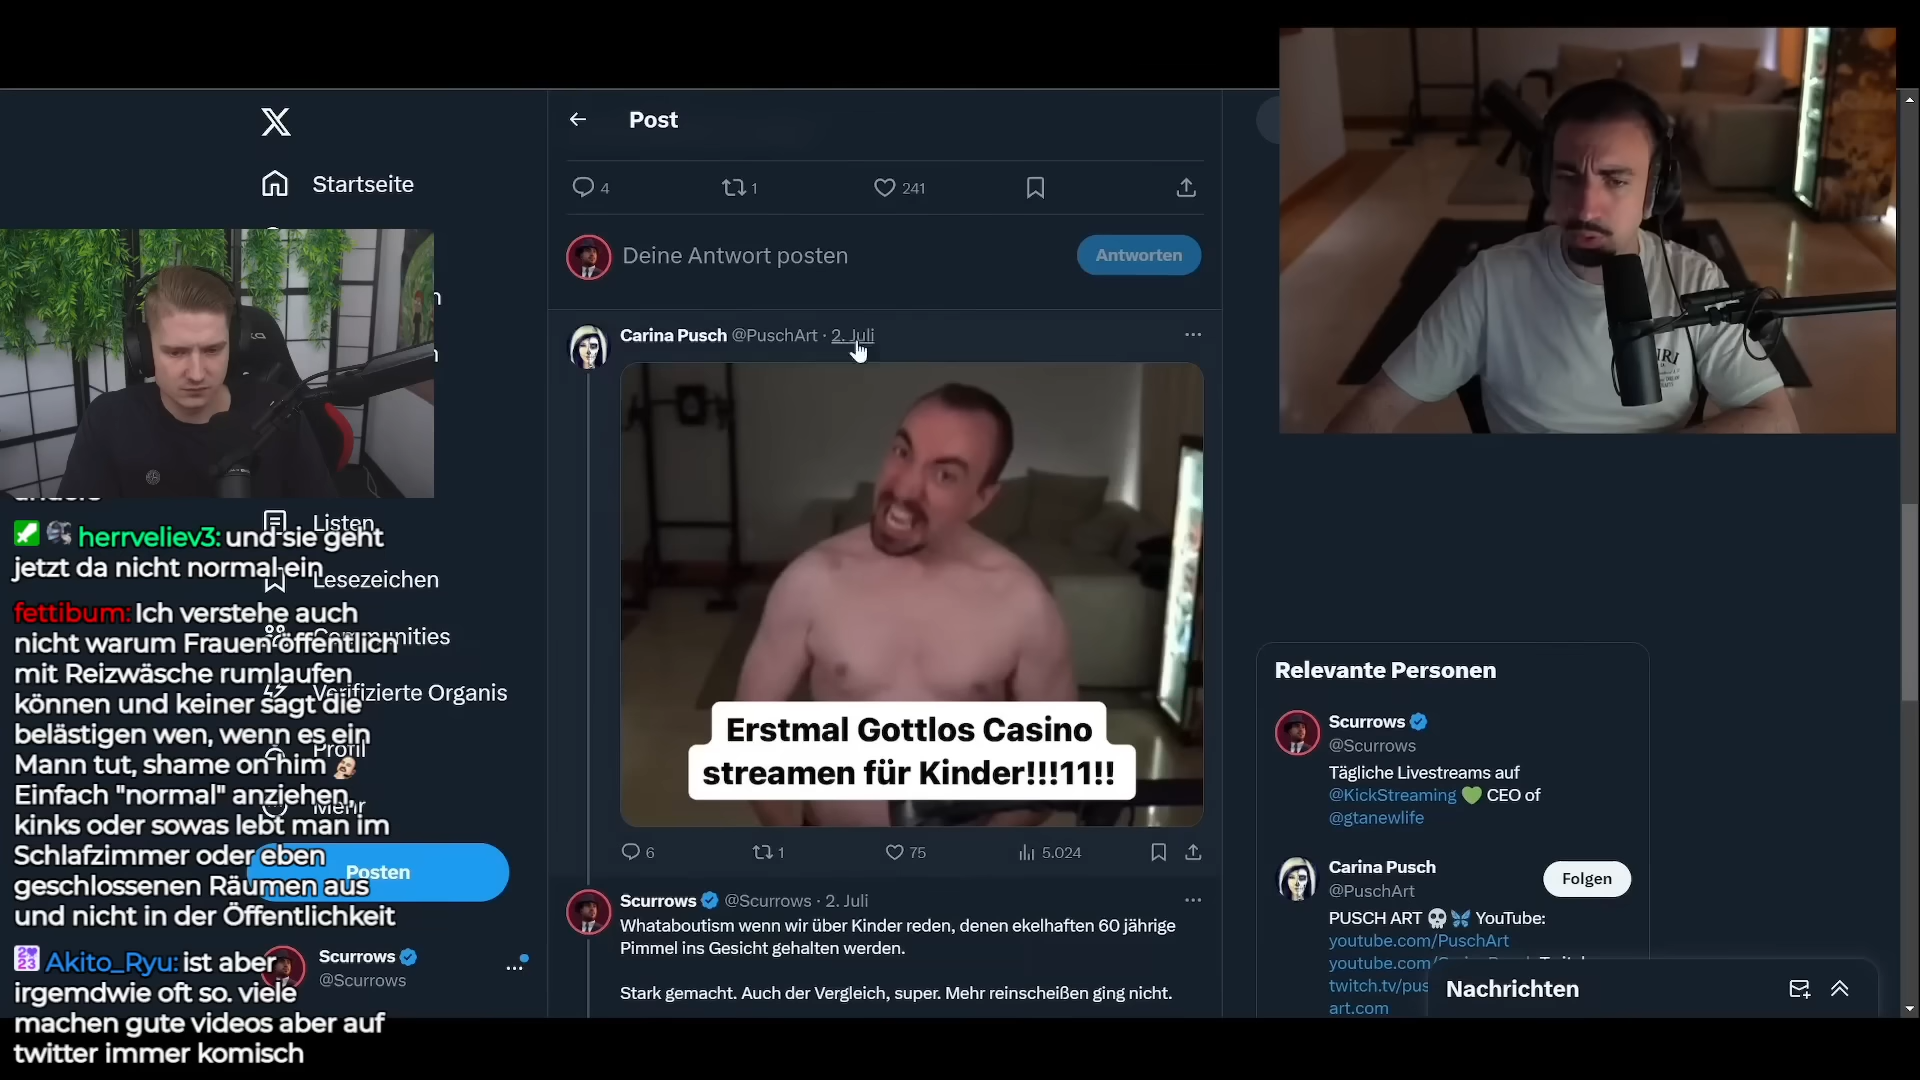 Post
Startseite
4
1
241
Deine Antwort posten
Antworten
Carina Pusch @PuschArt · 2. Juli
Erstmal Gottlos Casino
streamen für Kinder!!!11!!
6
1
75
5.024
Scurrows @Scurrows · 2. Juli
Whataboutism wenn wir über Kinder reden, denen ekelhaften 60 jährige
Pimmel ins Gesicht gehalten werden.
Stark gemacht. Auch der Vergleich, super. Mehr reinscheißen ging nicht.
Listen
Lesezeichen
Communities
Verifizierte Organis
Profil
Mehr
Posten
Scurrows
@Scurrows
herrveliev3: und sie geht
jetzt da nicht normal ein
fettibum: Ich verstehe auch
nicht warum Frauen öffentlich
mit Reizwäsche rumlaufen
können und keiner sagt die
belästigen wen, wenn es ein
Mann tut, shame on him
Einfach "normal" anziehen,
kinks oder sowas lebt man im
Schlafzimmer oder eben
geschlossenen Räumen aus
und nicht in der Öffentlichkeit
2023 Akito_Ryu: ist aber
irgemdwie oft so. viele
machen gute videos aber auf
twitter immer komisch
Relevante Personen
Scurrows
@Scurrows
Tägliche Livestreams auf
@KickStreaming 💚 CEO of
@gtanewlife
Carina Pusch
@PuschArt
Folgen
PUSCH ART 💀🦋 YouTube:
youtube.com/PuschArt
youtube.com/
twitch.tv/pus
art.com
Nachrichten